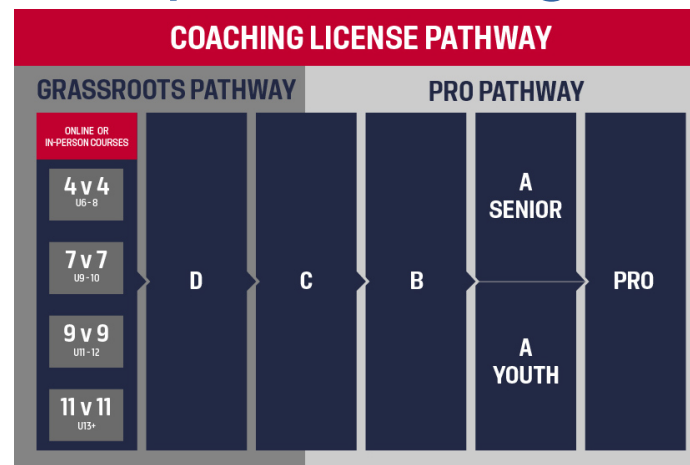 COACHING LICENSE PATHWAY
GRASSROOTS PATHWAY
PRO PATHWAY
ONLINE OR
IN-PERSON COURSES
4 v 4
U6-8
7 v 7
U9-10
9 v 9
U11-12
11 v 11
U13+
D
C
B
A
SENIOR
A
YOUTH
PRO